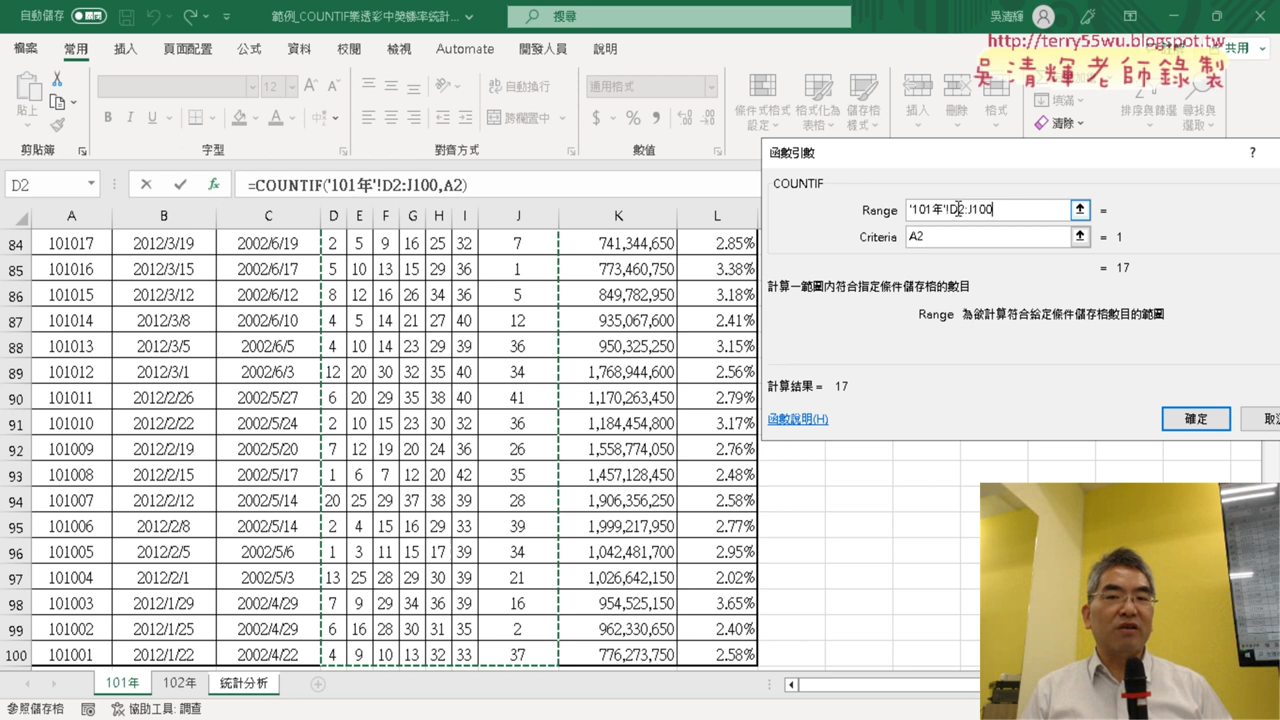 自動儲存 範例_COUNTIF樂透彩中獎機率統計... 搜尋 吳清輝
http://terry55wu.blogspot.tw
吳清輝老師錄製
檔案 常用 插入 頁面配置 公式 資料 校閱 檢視 Automate 開發人員 說明 共用
貼上 12 自動換行 通用格式 條件式格式設定 格式化為表格 儲存格樣式 插入 刪除 格式 填滿 清除 排序與篩選 尋找與選取
B I U A 跨欄置中 $ % 9
剪貼簿 字型 對齊方式 數值
D2 fx =COUNTIF('101年'!D2:J100,A2)
A B C D E F G H I J K L
84 101017 2012/3/19 2002/6/19 2 5 9 16 25 32 7 741,344,650 2.85%
85 101016 2012/3/15 2002/6/17 5 10 13 15 29 36 1 773,460,750 3.38%
86 101015 2012/3/12 2002/6/12 8 12 16 26 34 36 5 849,782,950 3.18%
87 101014 2012/3/8 2002/6/10 4 5 14 21 27 40 12 935,067,600 2.41%
88 101013 2012/3/5 2002/6/5 4 10 14 23 29 39 36 950,325,250 3.15%
89 101012 2012/3/1 2002/6/3 12 20 30 32 35 40 34 1,768,944,600 2.56%
90 101011 2012/2/26 2002/5/27 6 20 29 35 38 40 41 1,170,263,450 2.79%
91 101010 2012/2/22 2002/5/24 2 10 15 23 30 32 36 1,184,454,800 3.17%
92 101009 2012/2/19 2002/5/20 7 12 19 20 24 36 26 1,558,774,050 2.76%
93 101008 2012/2/15 2002/5/17 1 6 7 12 20 42 35 1,457,128,450 2.48%
94 101007 2012/2/12 2002/5/14 20 25 29 37 38 39 28 1,906,356,250 2.58%
95 101006 2012/2/8 2002/5/14 2 4 15 16 29 33 39 1,999,217,950 2.77%
96 101005 2012/2/5 2002/5/6 1 3 11 15 17 39 34 1,042,481,700 2.95%
97 101004 2012/2/1 2002/5/3 13 25 28 29 30 39 21 1,026,642,150 2.02%
98 101003 2012/1/29 2002/4/29 7 9 29 34 36 39 16 954,525,150 3.65%
99 101002 2012/1/25 2002/4/29 6 16 28 30 31 35 2 962,330,650 2.40%
100 101001 2012/1/22 2002/4/22 4 9 10 13 32 33 37 776,273,750 2.58%
函數引數 ?
COUNTIF
Range '101年'!D2:J100 =
Criteria A2 = 1
= 17
計算一範圍內符合指定條件儲存格的數目
Range 為欲計算符合給定條件儲存格數目的範圍
計算結果 = 17
函數說明(H) 確定
101年 102年 統計分析
參照儲存格 協助工具: 調查